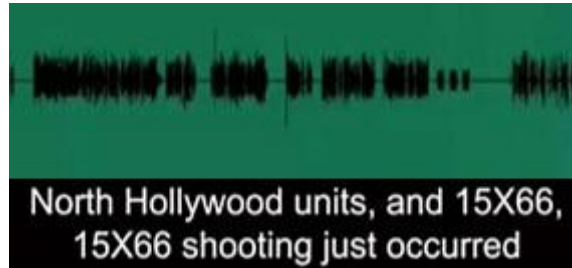 North Hollywood units, and 15X66,
15X66 shooting just occurred